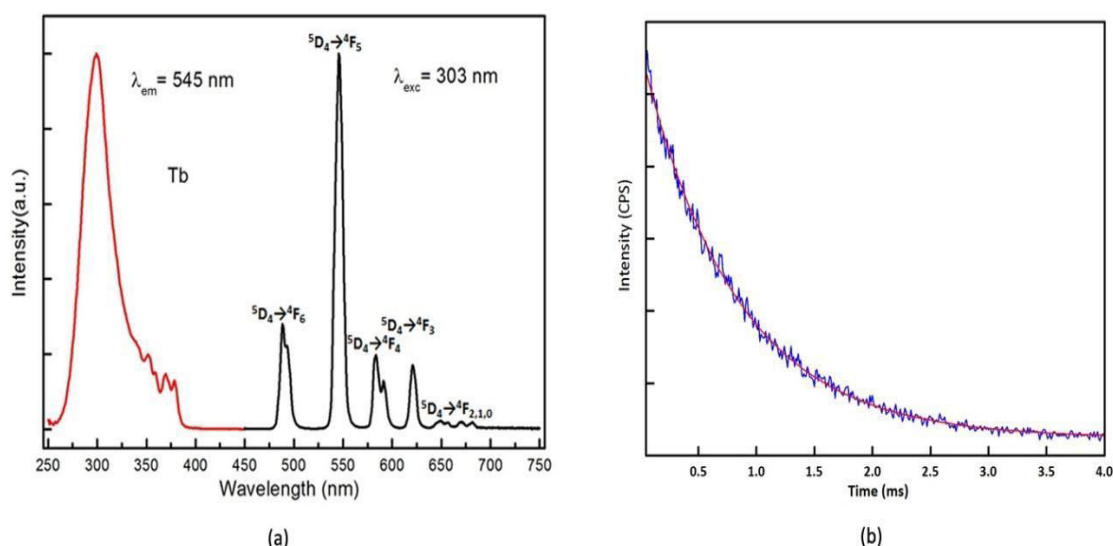 ⁵D₄→⁴F₅
λem= 545 nm
λexc= 303 nm
Tb
⁵D₄→⁴F₆
⁵D₄→⁴F₃
⁵D₄→⁴F₄
⁵D₄→⁴F₂,₁,₀
Intensity(a.u.)
250 300 350 400 450 500 550 600 650 700 750
Wavelength (nm)
(a)
Intensity (CPS)
0.5 1.0 1.5 2.0 2.5 3.0 3.5 4.0
Time (ms)
(b)